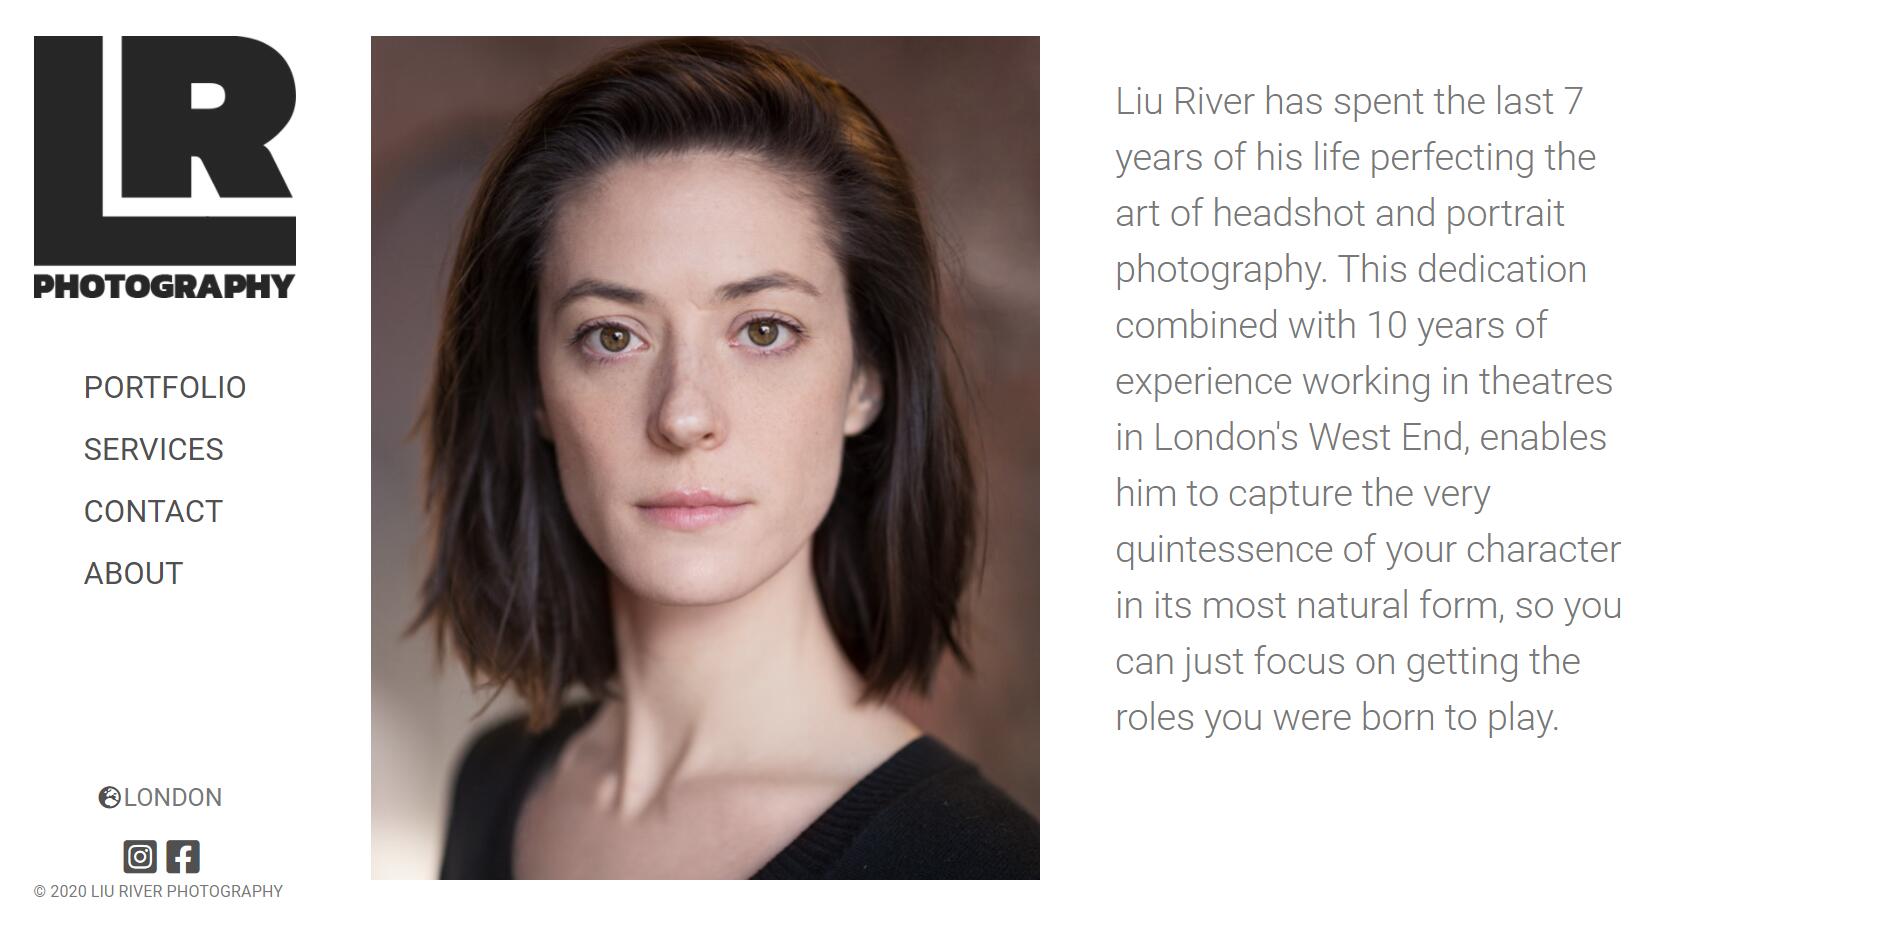 LR
PHOTOGRAPHY
PORTFOLIO
SERVICES
CONTACT
ABOUT
LONDON
© 2020 LIU RIVER PHOTOGRAPHY
Liu River has spent the last 7
years of his life perfecting the
art of headshot and portrait
photography. This dedication
combined with 10 years of
experience working in theatres
in London's West End, enables
him to capture the very
quintessence of your character
in its most natural form, so you
can just focus on getting the
roles you were born to play.